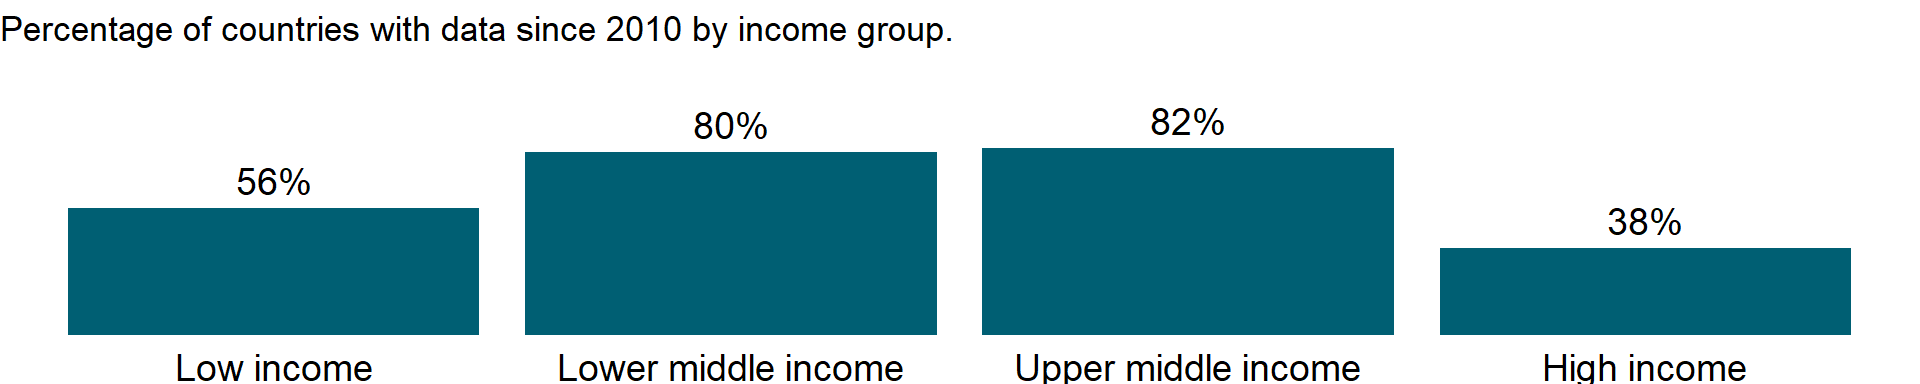 Percentage of countries with data since 2010 by income group.
82%
80%
56%
38%
Low income Lower middle income Upper middle income High income